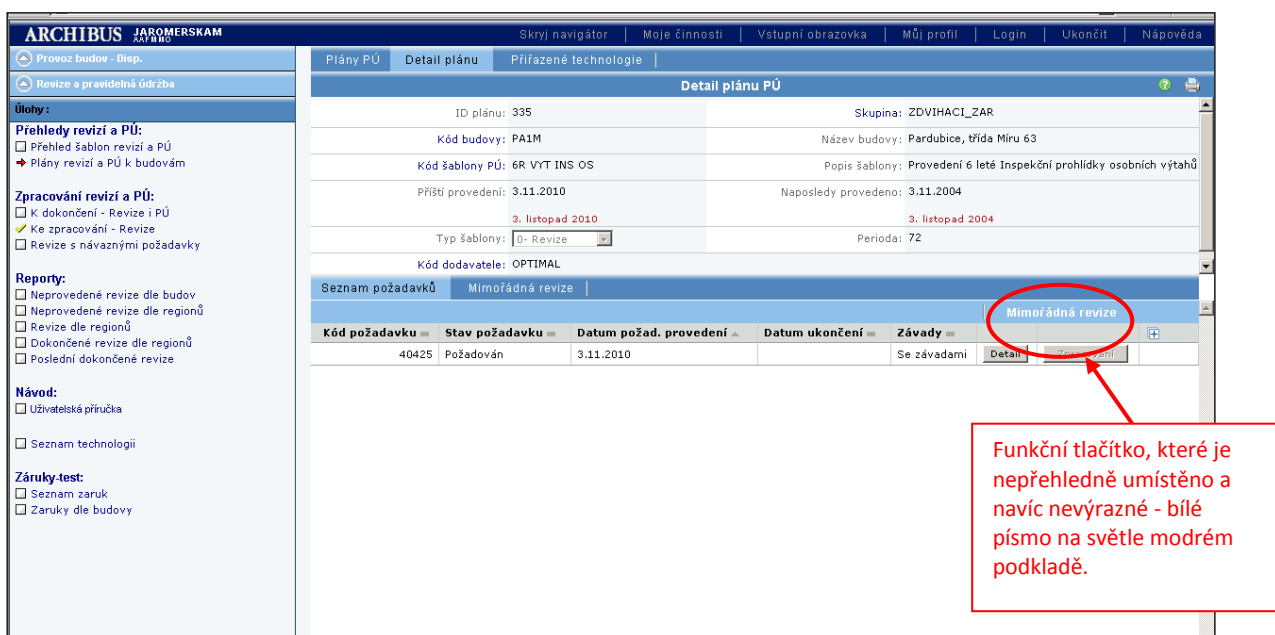 ARCHIBUS JAROMERSKAM
Skryj navigátor | Moje činnosti | Vstupní obrazovka | Můj profil | Login | Ukončit | Nápověda
Provoz budov - Disp.
Revize a pravidelná údržba
Úlohy :
Přehledy revizí a PÚ:
Přehled šablon revizí a PÚ
Plány revizí a PÚ k budovám
Zpracování revizí a PÚ:
K dokončení - Revize i PÚ
Ke zpracování - Revize
Revize s návaznými požadavky
Reporty:
Neprovedené revize dle budov
Neprovedené revize dle regionů
Revize dle regionů
Dokončené revize dle regionů
Poslední dokončené revize
Návod:
Uživatelská příručka
Seznam technologii
Záruky-test:
Seznam zaruk
Zaruky dle budovy
Plány PÚ Detail plánu Přiřazené technologie |
Detail plánu PÚ
ID plánu: 335 Skupina: ZDVIHACI_ZAR
Kód budovy: PA1M Název budovy: Pardubice, třída Míru 63
Kód šablony PÚ: 6R VYT INS OS Popis šablony: Provedení 6 leté Inspekční prohlídky osobních výtahů
Příští provedení: 3.11.2010 Naposledy provedeno: 3.11.2004
3. listopad 2010 3. listopad 2004
Typ šablony: 0- Revize Perioda: 72
Kód dodavatele: OPTIMAL
Seznam požadavků Mimořádná revize |
Mimořádná revize
Kód požadavku Stav požadavku Datum požad. provedení Datum ukončení Závady
40425 Požadován 3.11.2010 Se závadami Detail Zpracování
Funkční tlačítko, které je
nepřehledně umístěno a
navíc nevýrazné - bílé
písmo na světle modrém
podkladě.